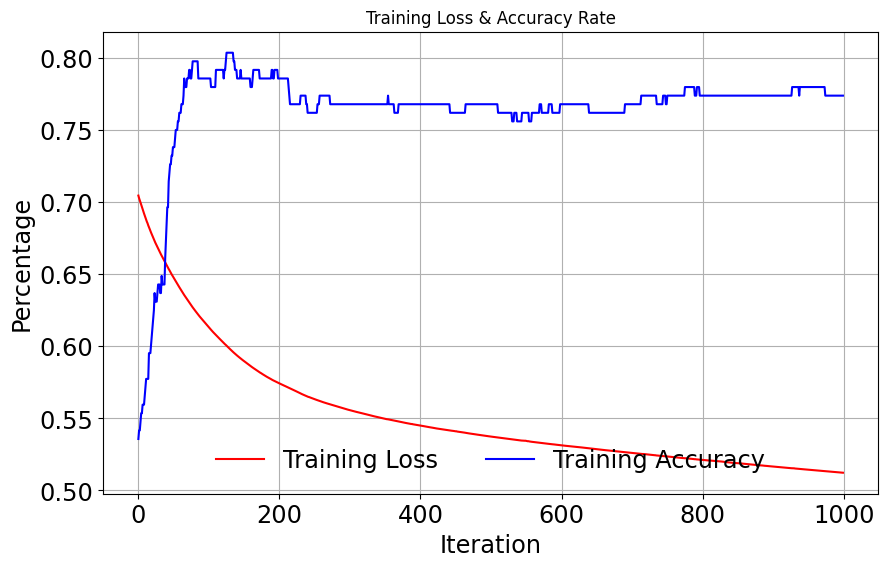 Training Loss & Accuracy Rate
0.80
0.75
0.70
0.65
0.60
0.55
0.50
Percentage
Training Loss Training Accuracy
0 200 400 600 800 1000
Iteration